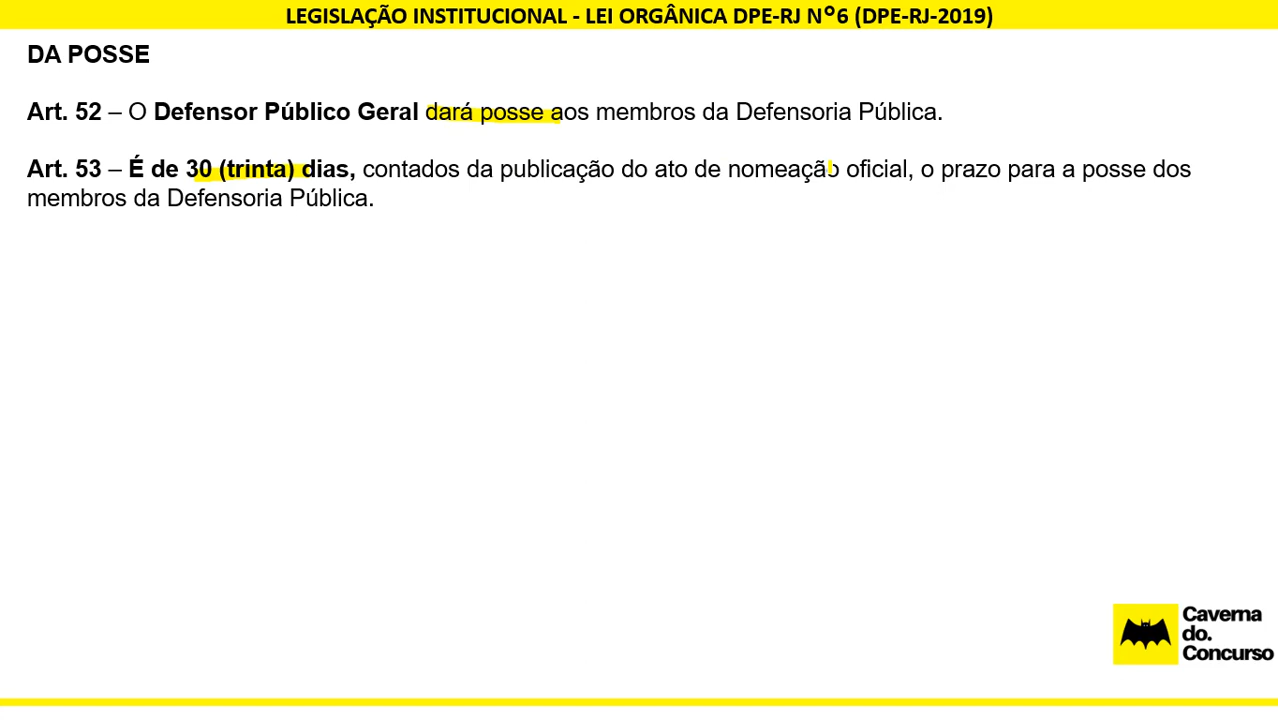 LEGISLAÇÃO INSTITUCIONAL - LEI ORGÂNICA DPE-RJ Nº6 (DPE-RJ-2019)
DA POSSE
Art. 52 – O Defensor Público Geral dará posse aos membros da Defensoria Pública.
Art. 53 – É de 30 (trinta) dias, contados da publicação do ato de nomeação oficial, o prazo para a posse dos
membros da Defensoria Pública.
Caverna
do.
Concurso